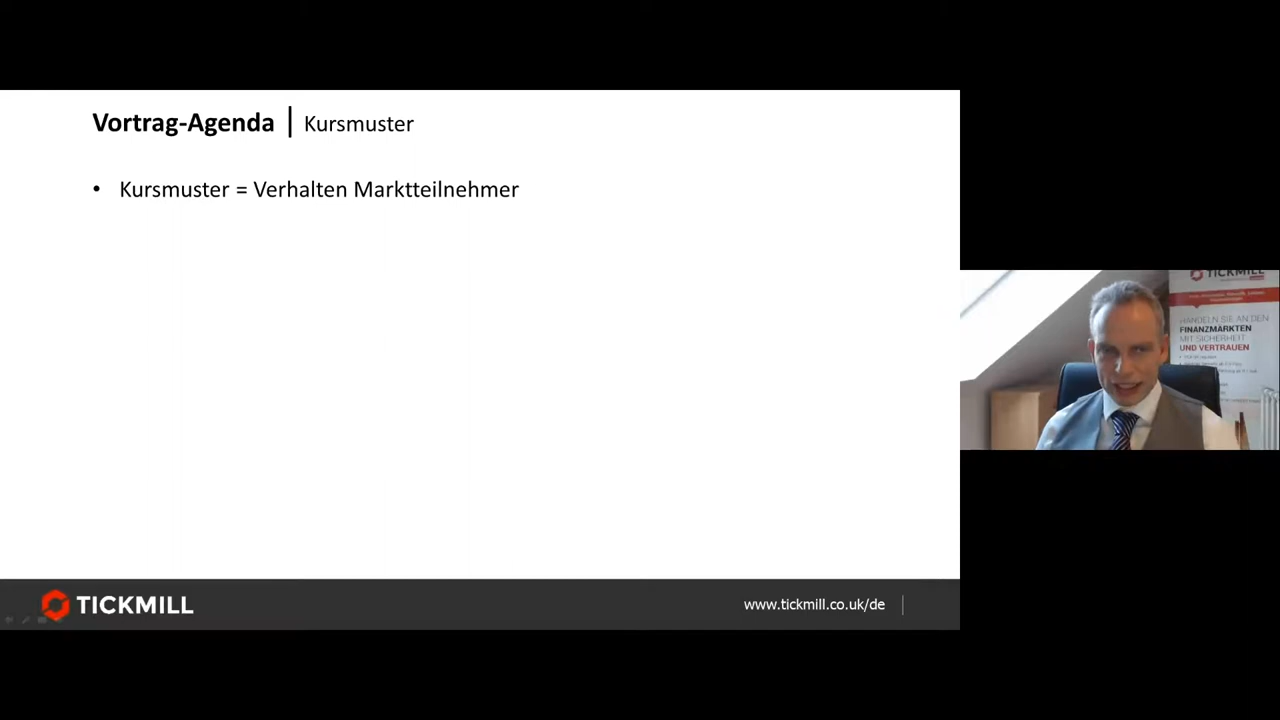 Vortrag-Agenda | Kursmuster
• Kursmuster = Verhalten Marktteilnehmer
TICKMILL
HANDELN SIE AN DEN
FINANZMÄRKTEN
MIT SICHERHEIT
UND VERTRAUEN
TICKMILL
www.tickmill.co.uk/de